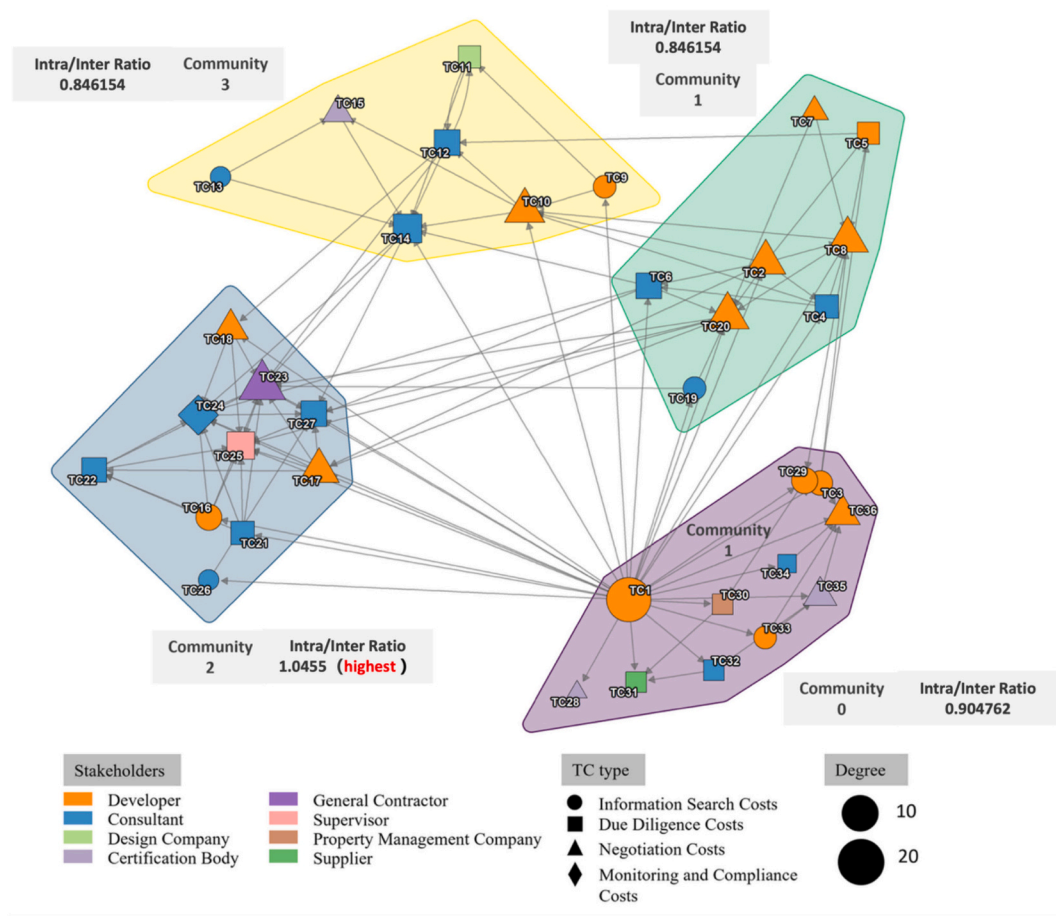 Intra/Inter Ratio
0.846154
Community
3
Intra/Inter Ratio
0.846154
Community
1
TC11
TC15
TC7
TC5
TC12
TC13
TC9
TC10
TC14
TC8
TC2
TC6
TC4
TC20
TC18
TC23
TC19
TC24
TC27
TC25
TC22
TC17
TC29
TC3
TC16
TC36
TC21
Community
1
TC34
TC26
TC1
TC35
TC30
TC33
TC32
TC31
TC28
Community
2
Intra/Inter Ratio
1.0455 (highest )
Community
0
Intra/Inter Ratio
0.904762
Stakeholders
Developer
Consultant
Design Company
Certification Body
General Contractor
Supervisor
Property Management Company
Supplier
TC type
Information Search Costs
Due Diligence Costs
Negotiation Costs
Monitoring and Compliance
Costs
Degree
10
20